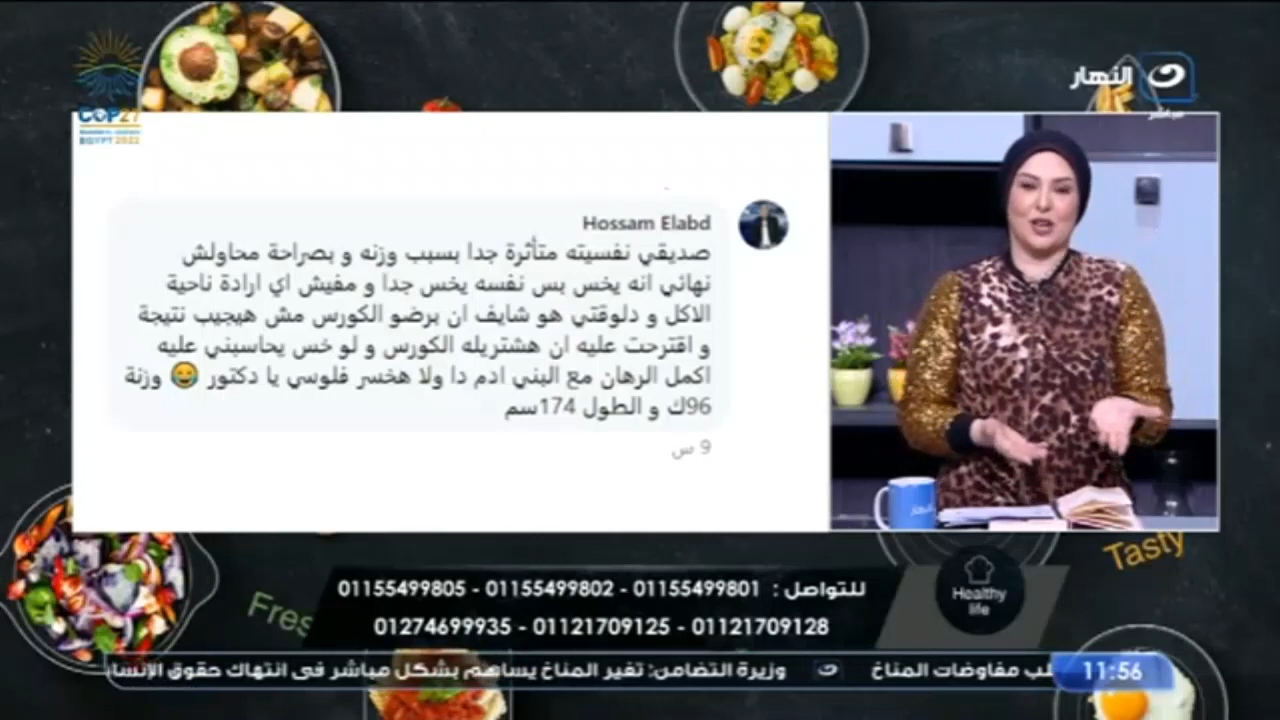 النهار
مباشر
COP27
EGYPT 2022
Hossam Elabd
صديقي نفسيته متأثرة جدا بسبب وزنه و بصراحة محاولش
نهائي انه يخس بس نفسه يخس جدا و مفيش اي ارادة ناحية
الاكل و دلوقتي هو شايف ان برضو الكورس مش هيجيب نتيجة
و اقترحت عليه ان هشتريله الكورس و لو خس يحاسبني عليه
اكمل الرهان مع البني ادم دا ولا هخسر فلوسي يا دكتور 😂 وزنة
96ك و الطول 174سم
9 س
Tasty
Fres
Healthy
life
للتواصل : 01155499801 - 01155499802 - 01155499805
01121709128 - 01121709125 - 01274699935
11:56 لب مفاوضات المناخ وزيرة التضامن: تغير المناخ يساهم بشكل مباشر فى انتهاك حقوق الإنسا